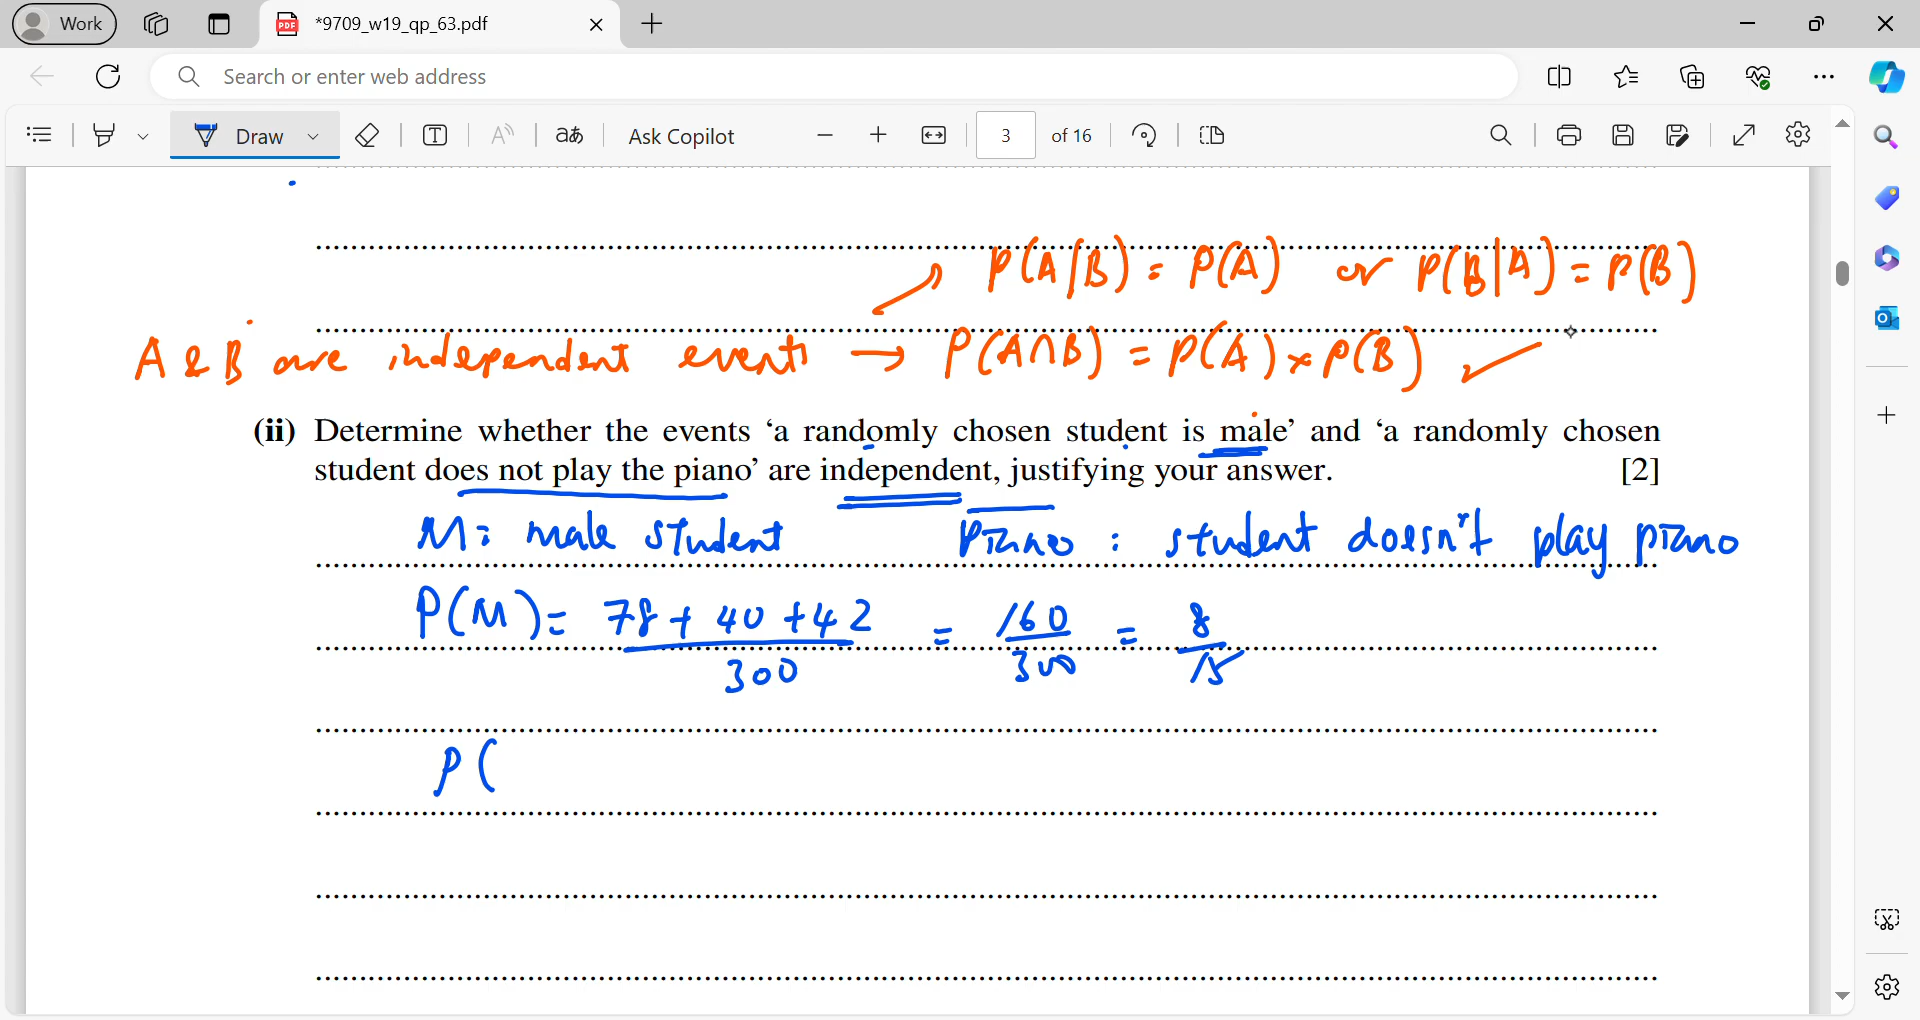 Work
*9709_w19_qp_63.pdf
Search or enter web address
Draw
Ask Copilot
3 of 16
P(A|B) = P(A) or P(B|A) = P(B)
A & B are independent events → P(A∩B) = P(A) × P(B) ✓
(ii) Determine whether the events ‘a randomly chosen student is male’ and ‘a randomly chosen
student does not play the piano’ are independent, justifying your answer. [2]
M: male student Piano : student doesn't play piano
P(M) = 78 + 40 + 42 / 300 = 160 / 300 = 8 / 15
P(